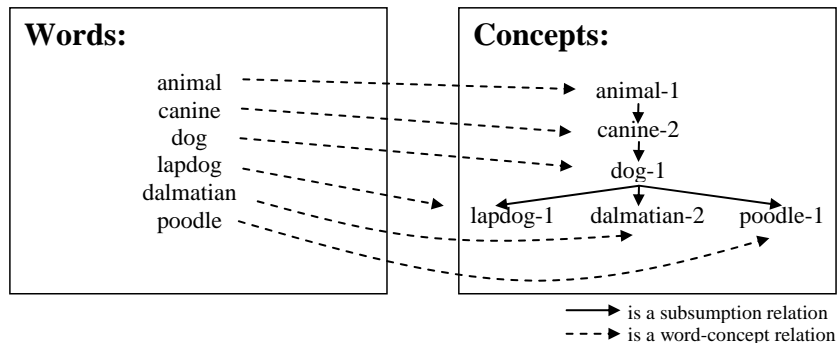 Words:
animal
canine
dog
lapdog
dalmatian
poodle
Concepts:
animal-1
canine-2
dog-1
lapdog-1 dalmatian-2 poodle-1
is a subsumption relation
is a word-concept relation